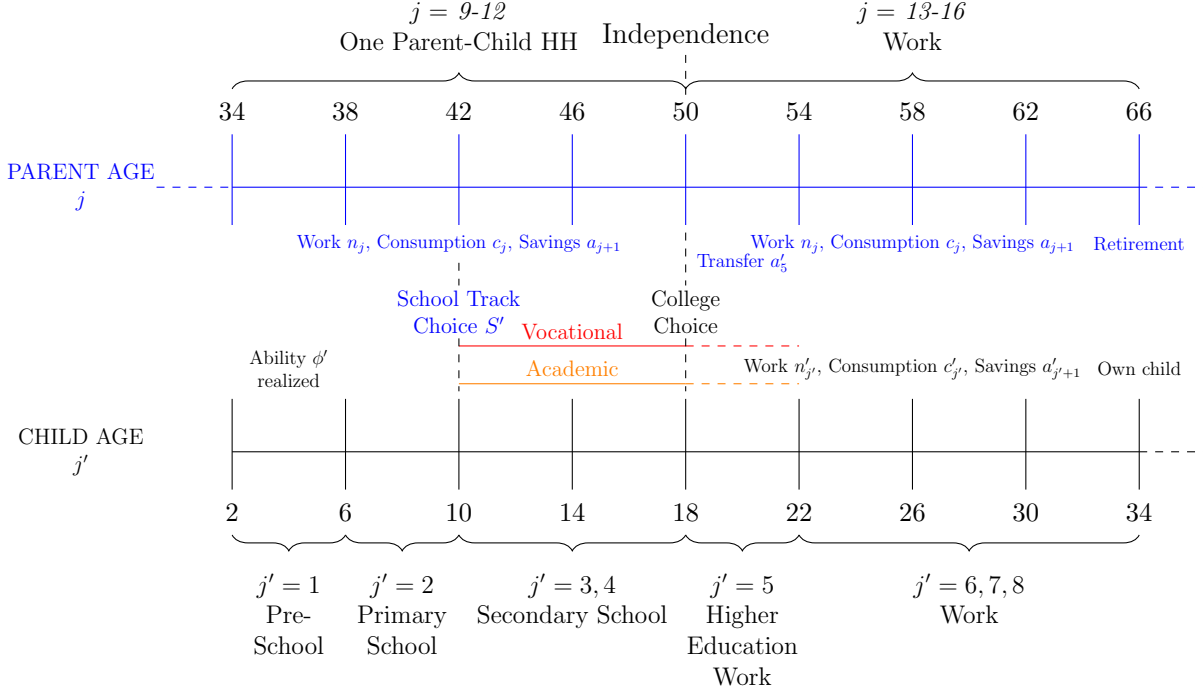 j = 9-12
One Parent-Child HH
Independence
j = 13-16
Work
34 38 42 46 50 54 58 62 66
PARENT AGE
j
Work n_j, Consumption c_j, Savings a_{j+1}
Work n_j, Consumption c_j, Savings a_{j+1}
Retirement
Transfer a′_5
School Track
Choice S′
College
Choice
Vocational
Academic
Ability ϕ′
realized
Work n′_{j′}, Consumption c′_{j′}, Savings a′_{j′+1}
Own child
CHILD AGE
j′
2 6 10 14 18 22 26 30 34
j′ = 1
Pre-
School
j′ = 2
Primary
School
j′ = 3, 4
Secondary School
j′ = 5
Higher
Education
Work
j′ = 6, 7, 8
Work